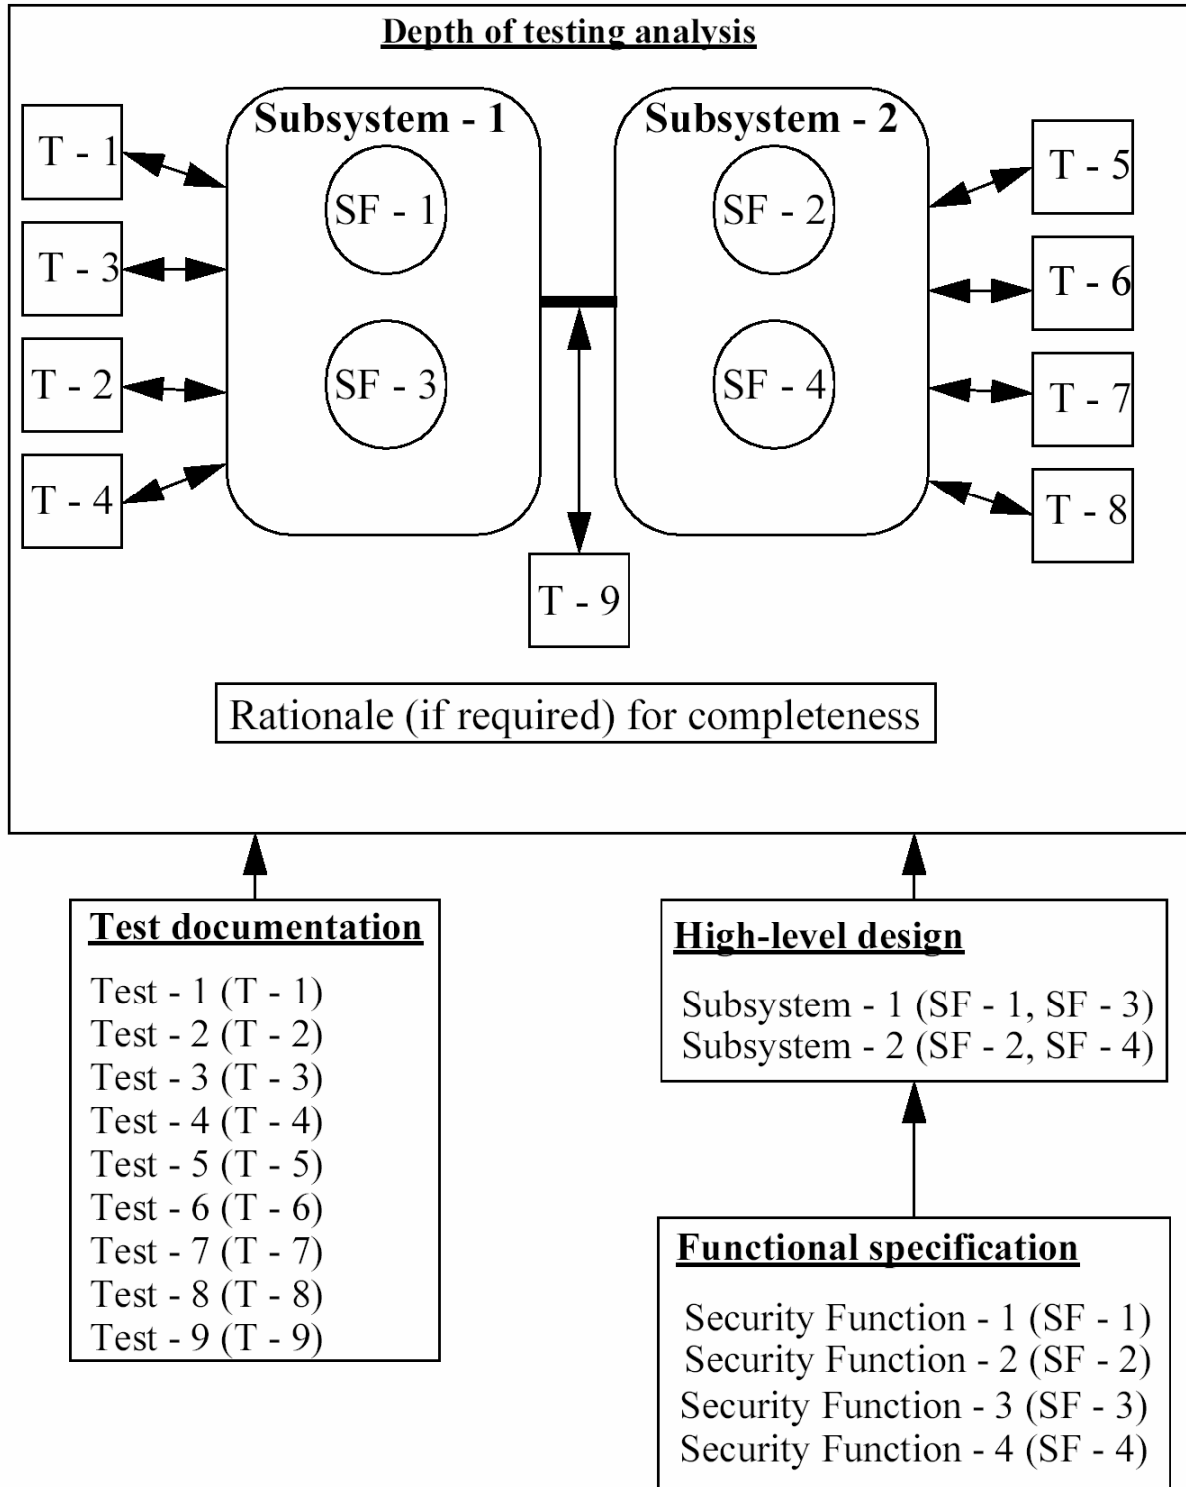 Depth of testing analysis
Subsystem - 1
Subsystem - 2
T - 1
T - 3
T - 2
T - 4
SF - 1
SF - 3
SF - 2
SF - 4
T - 5
T - 6
T - 7
T - 8
T - 9
Rationale (if required) for completeness
Test documentation
Test - 1 (T - 1)
Test - 2 (T - 2)
Test - 3 (T - 3)
Test - 4 (T - 4)
Test - 5 (T - 5)
Test - 6 (T - 6)
Test - 7 (T - 7)
Test - 8 (T - 8)
Test - 9 (T - 9)
High-level design
Subsystem - 1 (SF - 1, SF - 3)
Subsystem - 2 (SF - 2, SF - 4)
Functional specification
Security Function - 1 (SF - 1)
Security Function - 2 (SF - 2)
Security Function - 3 (SF - 3)
Security Function - 4 (SF - 4)